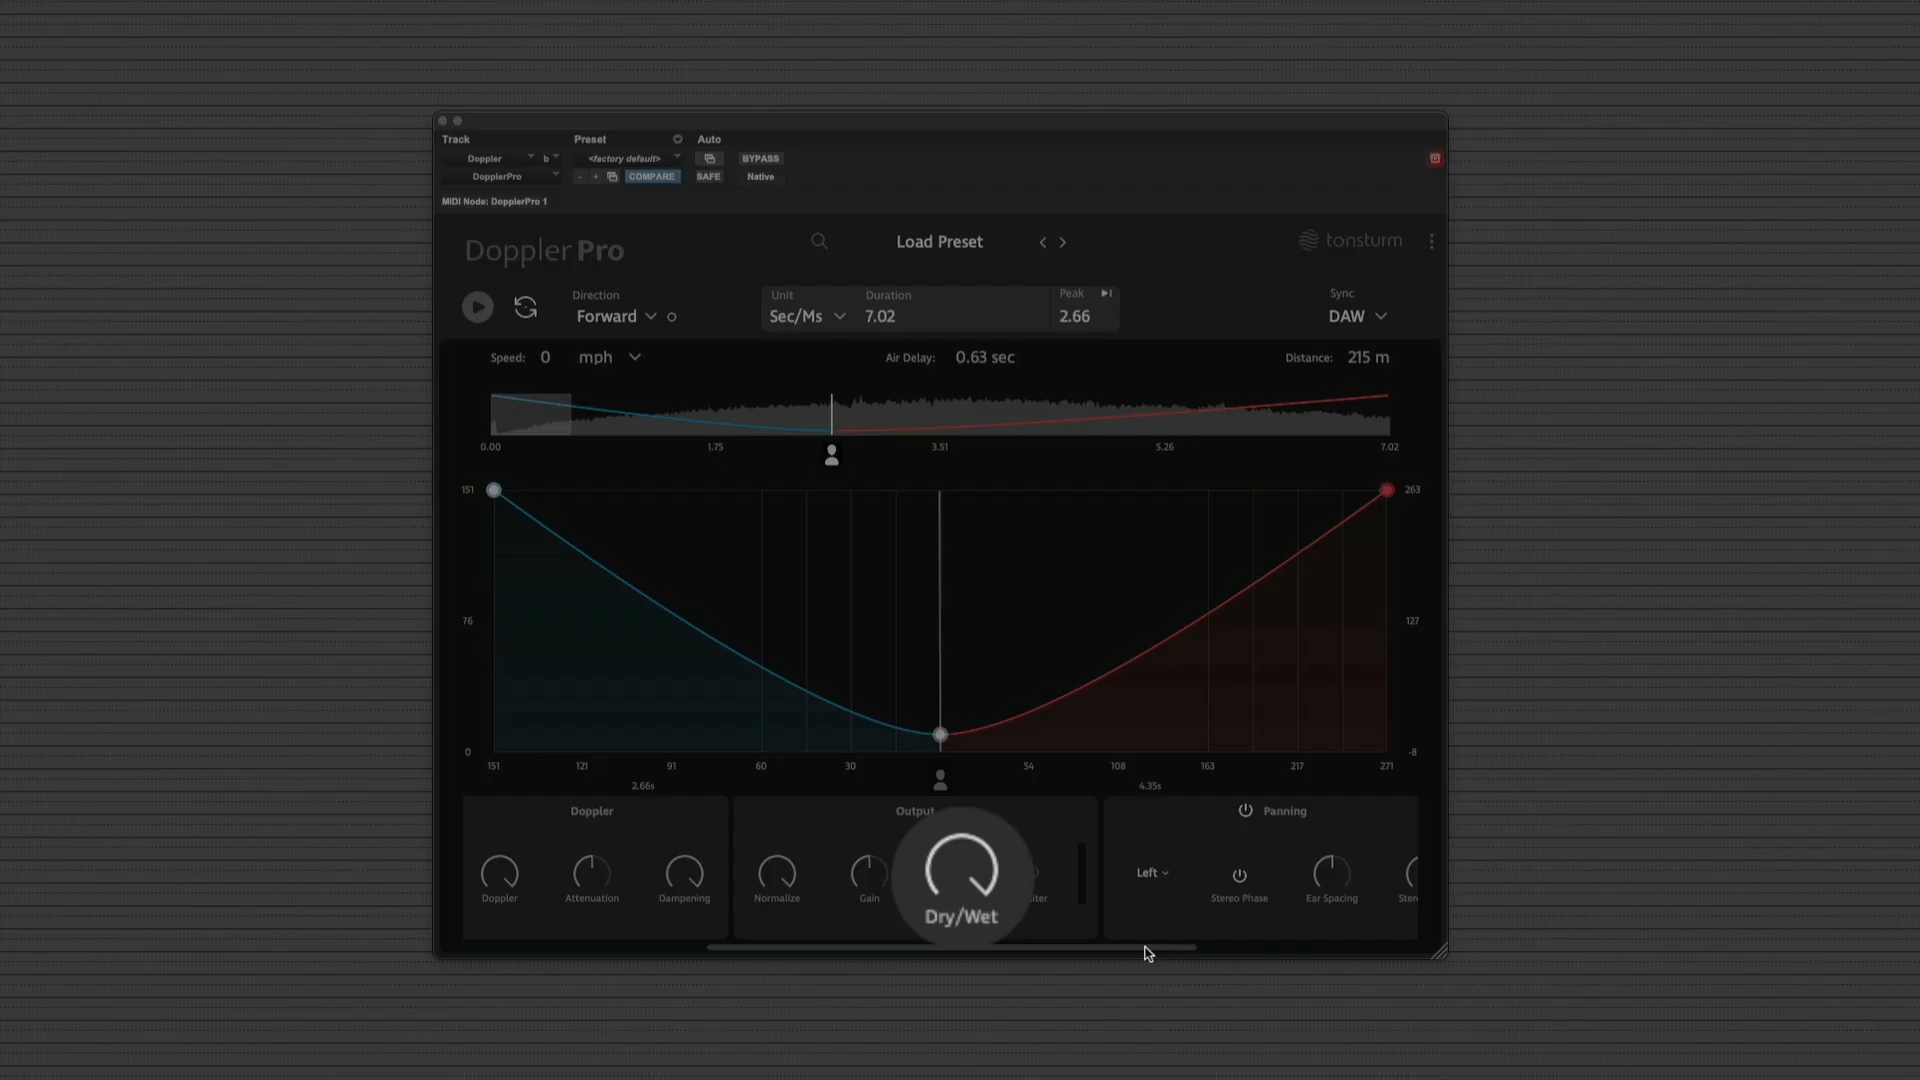 Track
Preset
Auto
Doppler
b
<factory default>
BYPASS
DopplerPro
- +
COMPARE
SAFE
Native
MIDI Node: DopplerPro 1
DopplerPro
Load Preset
tonsturm
Direction
Forward
Unit
Sec/Ms
Duration
7.02
Peak
2.66
Sync
DAW
Speed: 0 mph
Air Delay: 0.63 sec
Distance: 215 m
0.00 1.75 3.51 5.26 7.02
151 263
76 127
0 -8
151 121 91 60 30 54 108 163 217 271
2.66s 4.35s
Doppler
Output
Panning
Left
Doppler
Attenuation
Dampening
Normalize
Gain
Dry/Wet
iter
Stereo Phase
Ear Spacing
Ster